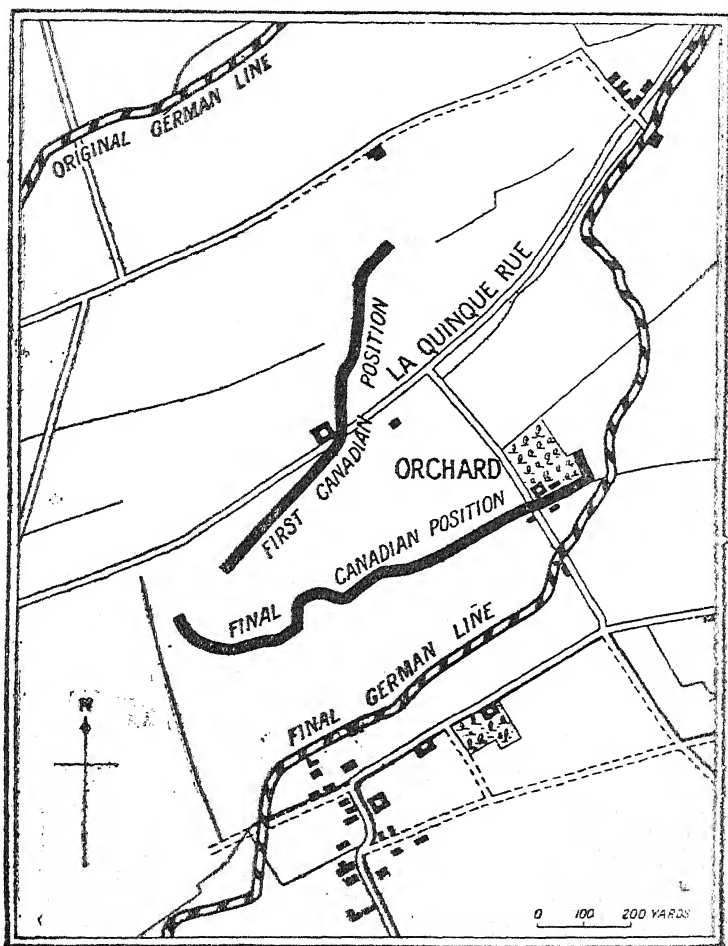 ORIGINAL GERMAN LINE
FIRST CANADIAN POSITION
LA QUINQUE RUE
ORCHARD
FINAL CANADIAN POSITION
FINAL GERMAN LINE
N
0 100 200 YARDS